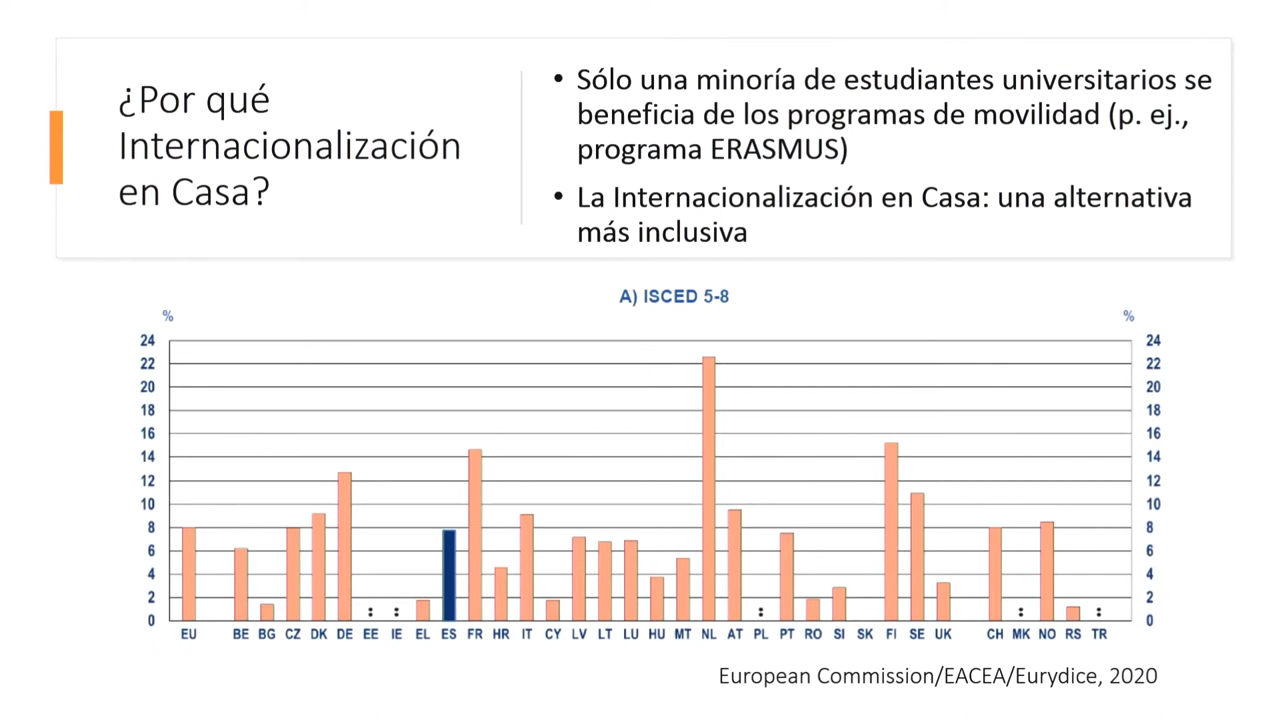 ¿Por qué
Internacionalización
en Casa?
• Sólo una minoría de estudiantes universitarios se
beneficia de los programas de movilidad (p. ej.,
programa ERASMUS)
• La Internacionalización en Casa: una alternativa
más inclusiva
A) ISCED 5-8
% %
24 24
22 22
20 20
18 18
16 16
14 14
12 12
10 10
8 8
6 6
4 4
2 2
0 0
: : : : :
EU BE BG CZ DK DE EE IE EL ES FR HR IT CY LV LT LU HU MT NL AT PL PT RO SI SK FI SE UK CH MK NO RS TR
European Commission/EACEA/Eurydice, 2020